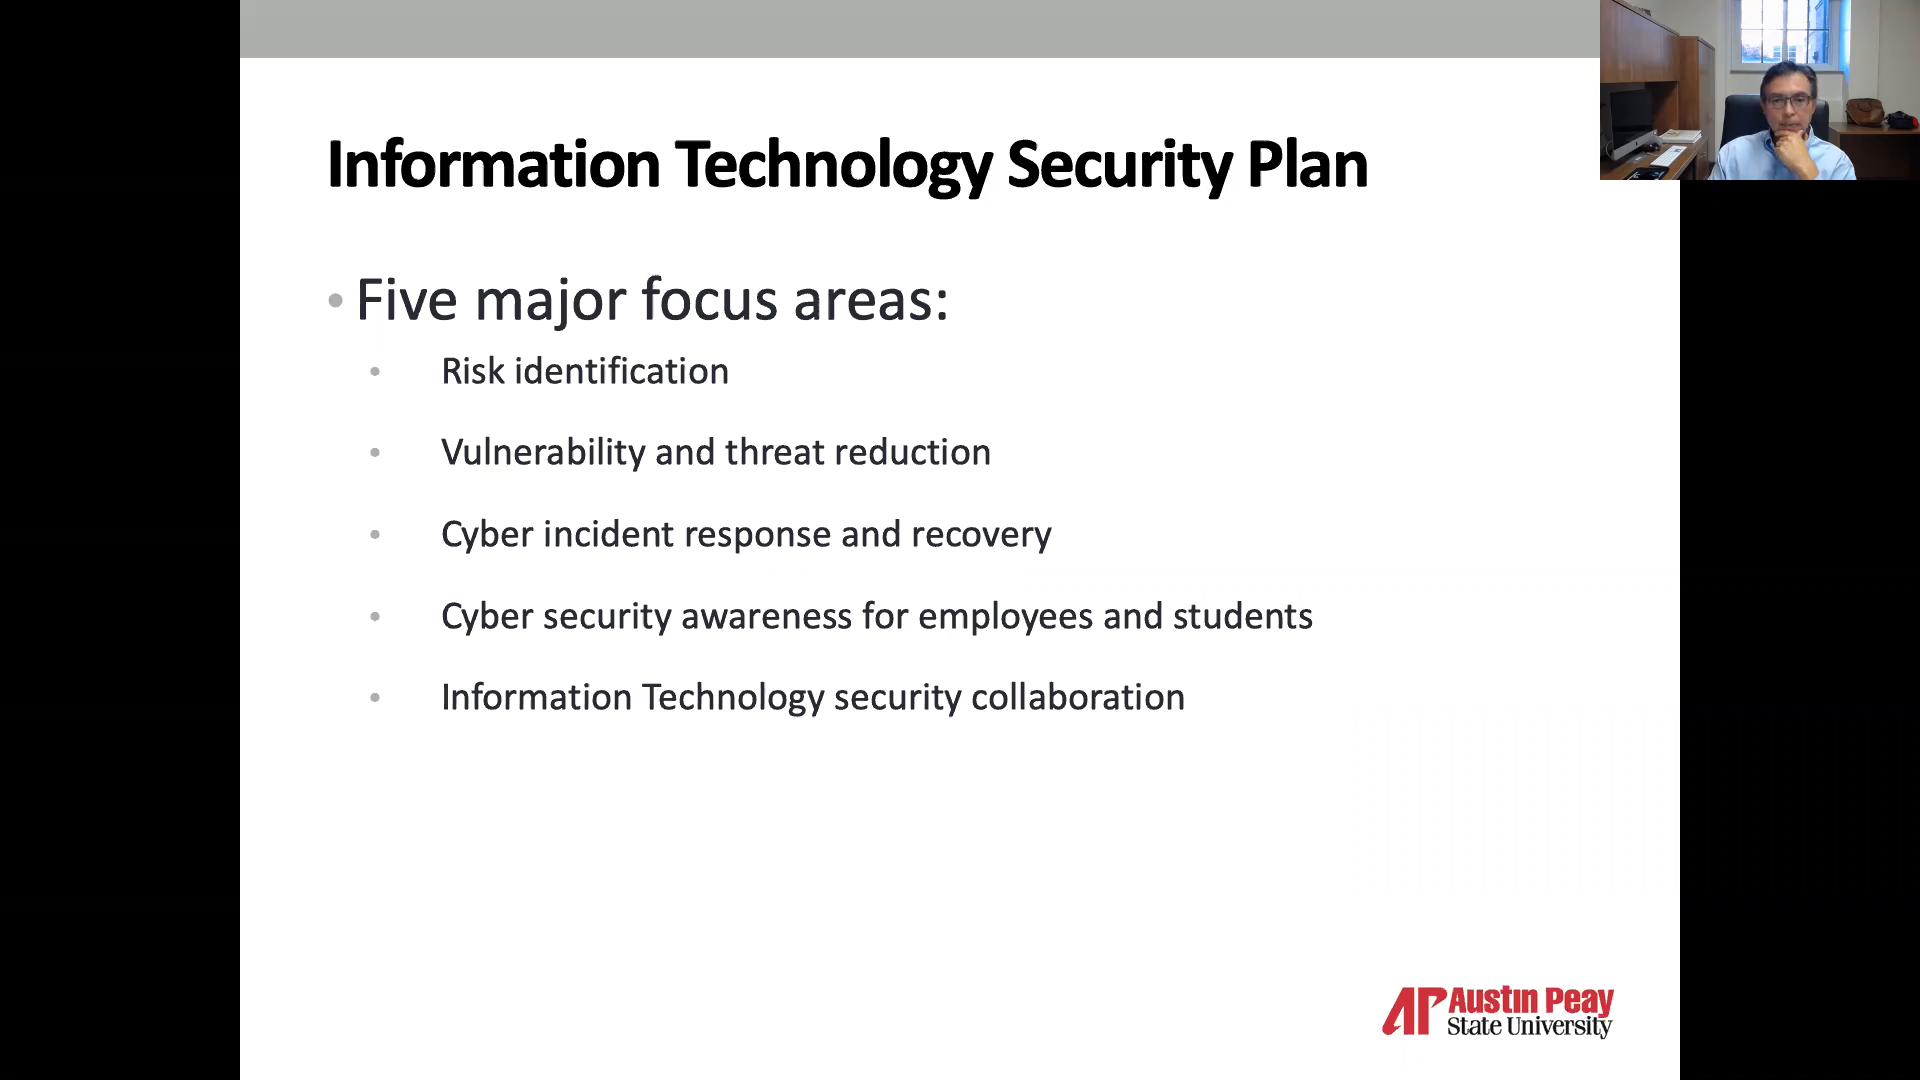 Information Technology Security Plan
• Five major focus areas:
• Risk identification
• Vulnerability and threat reduction
• Cyber incident response and recovery
• Cyber security awareness for employees and students
• Information Technology security collaboration
AP Austin Peay
State University